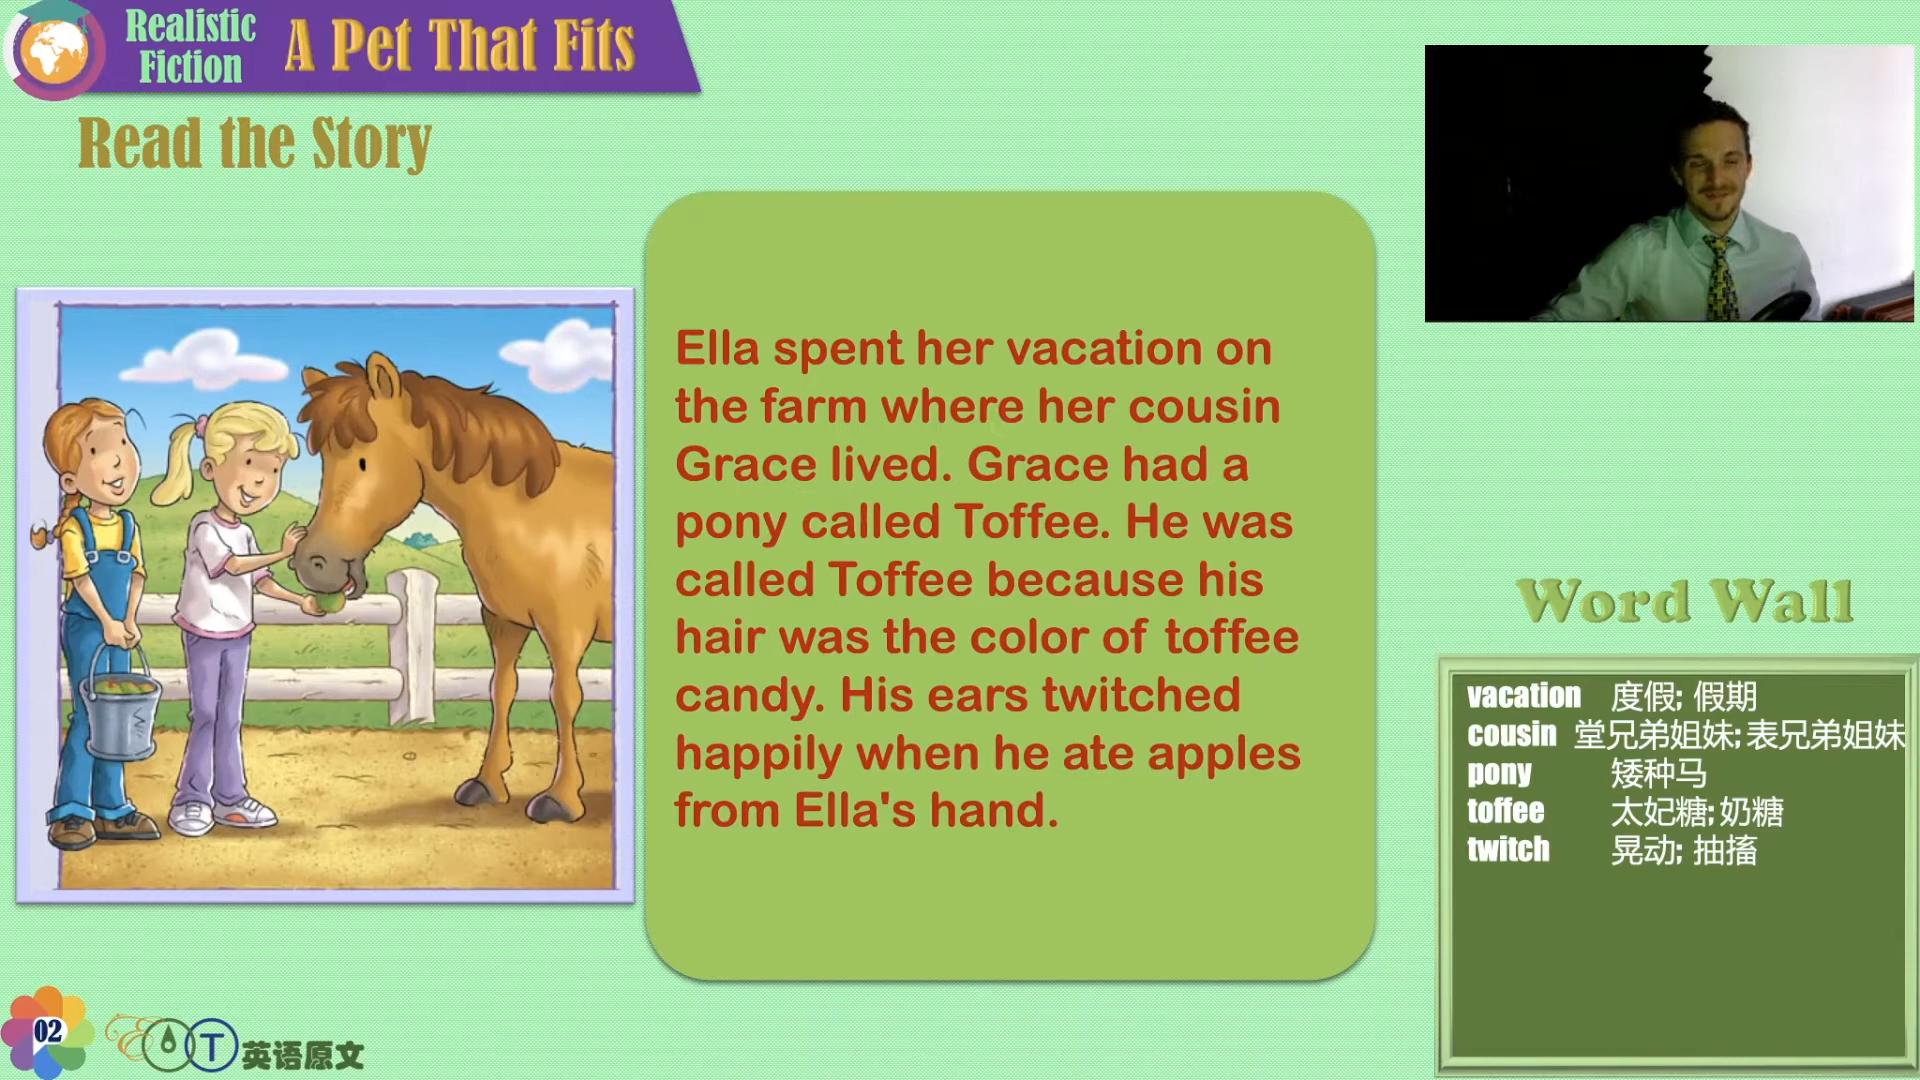 Realistic
Fiction
A Pet That Fits
Read the Story
Ella spent her vacation on
the farm where her cousin
Grace lived. Grace had a
pony called Toffee. He was
called Toffee because his
hair was the color of toffee
candy. His ears twitched
happily when he ate apples
from Ella's hand.
Word Wall
vacation 度假; 假期
cousin 堂兄弟姐妹; 表兄弟姐妹
pony 矮种马
toffee 太妃糖; 奶糖
twitch 晃动; 抽搐
02
E T 英语原文